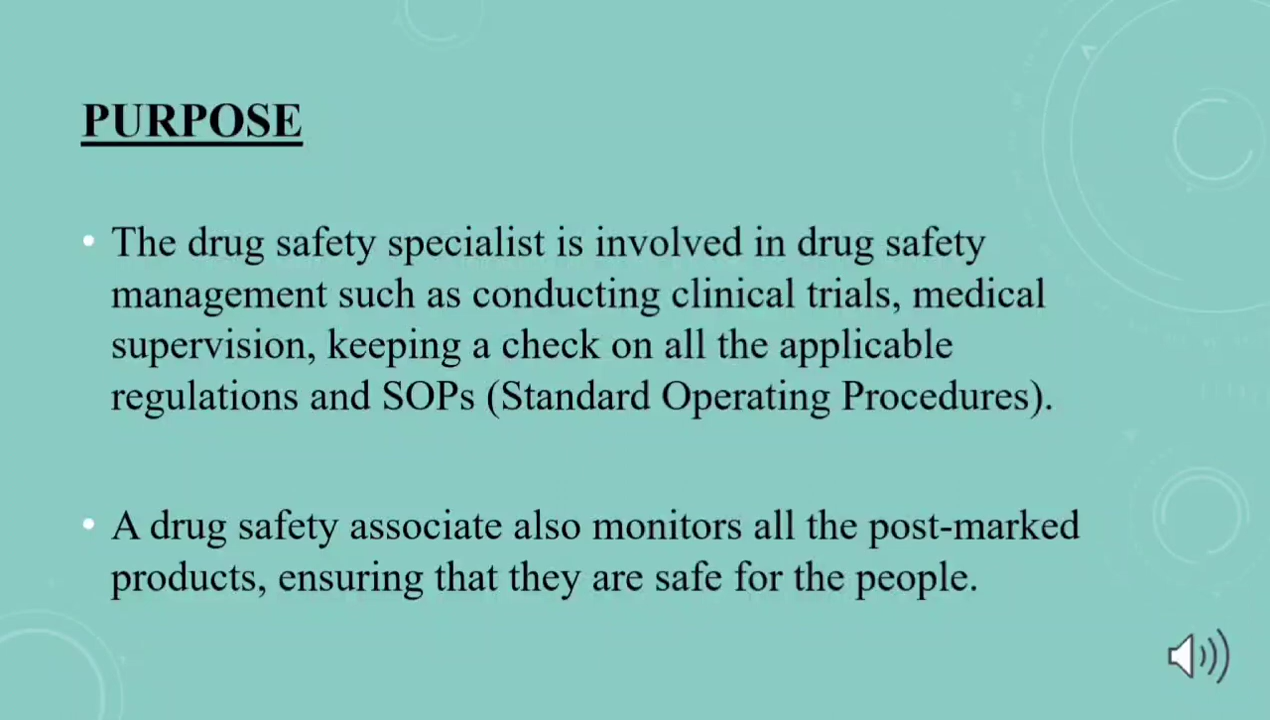 PURPOSE
• The drug safety specialist is involved in drug safety
management such as conducting clinical trials, medical
supervision, keeping a check on all the applicable
regulations and SOPs (Standard Operating Procedures).
• A drug safety associate also monitors all the post-marked
products, ensuring that they are safe for the people.